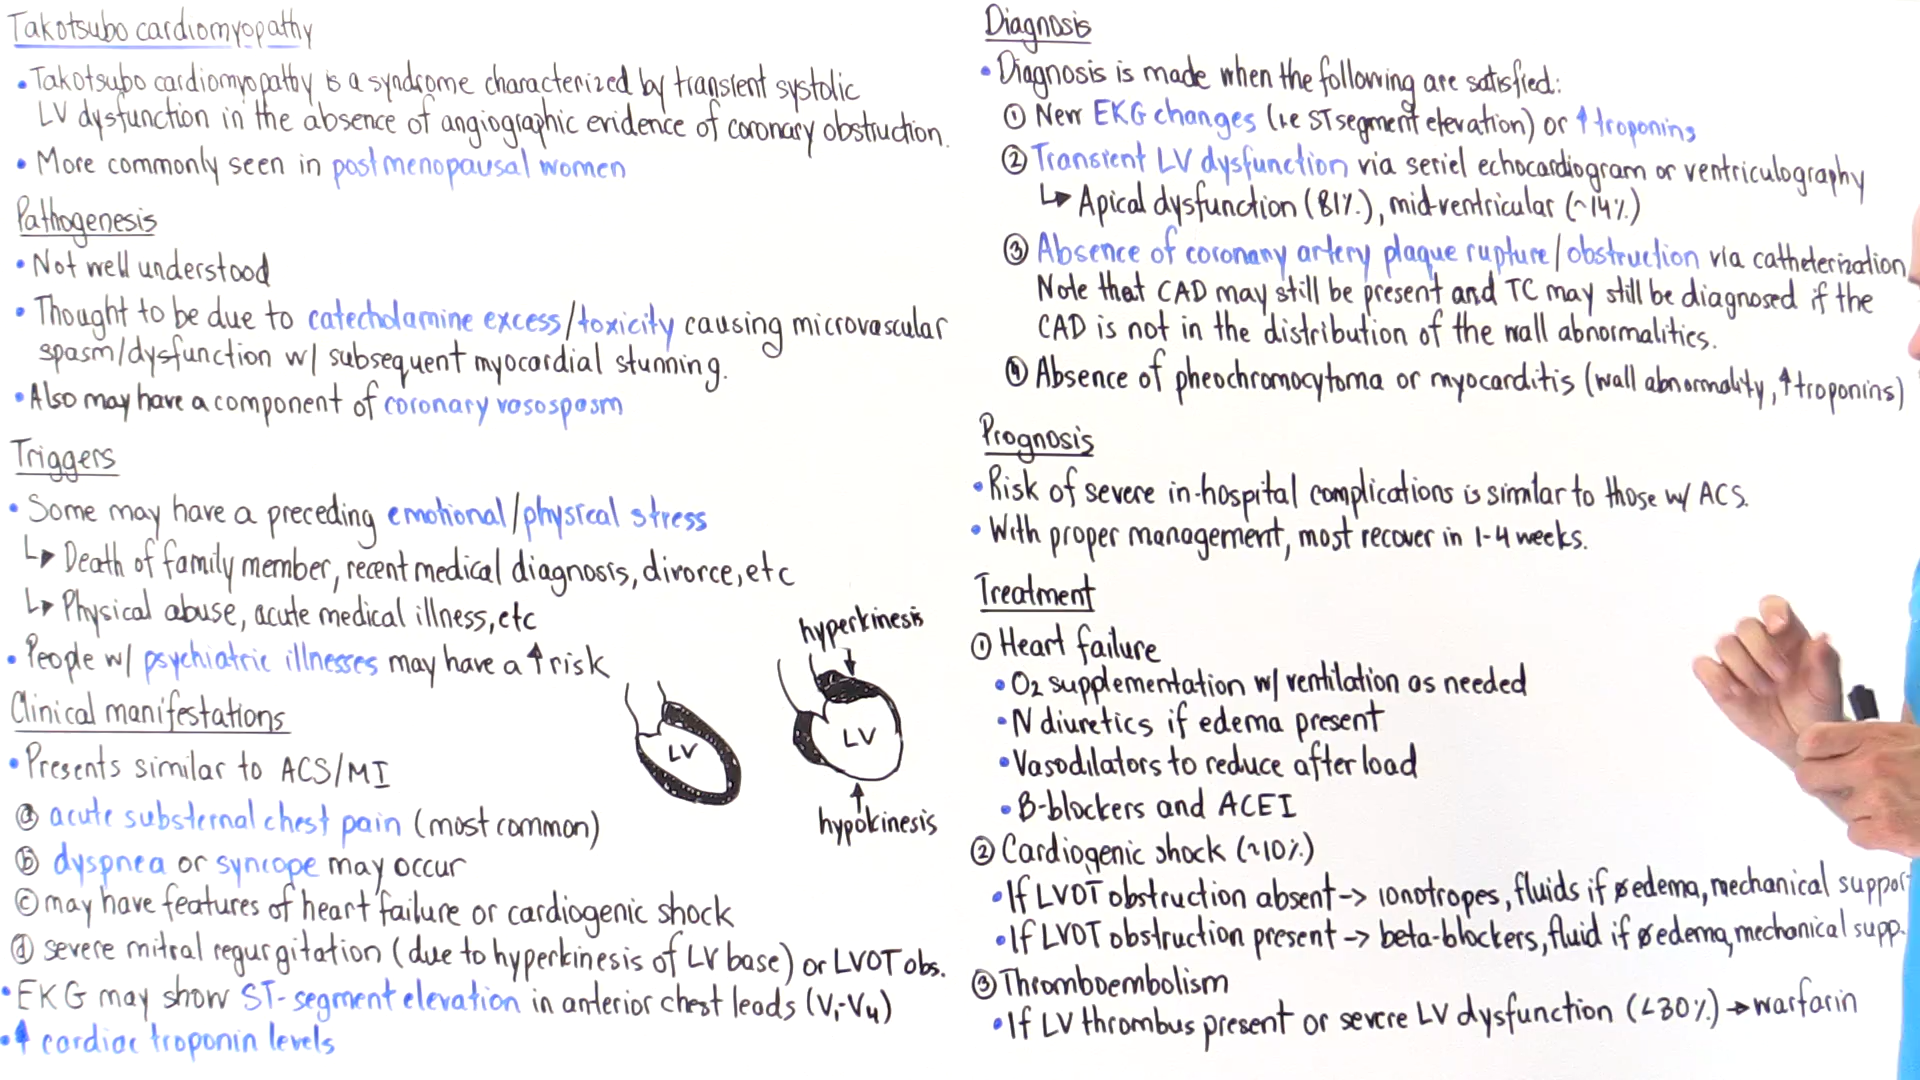 Takotsubo cardiomyopathy
• Takotsubo cardiomyopathy is a syndrome characterized by transient systolic
LV dysfunction in the absence of angiographic evidence of coronary obstruction.
• More commonly seen in postmenopausal women
Pathogenesis
• Not well understood
• Thought to be due to catecholamine excess/toxicity causing microvascular
spasm/dysfunction w/ subsequent myocardial stunning.
• Also may have a component of coronary vasospasm
Triggers
• Some may have a preceding emotional/physical stress
↳ Death of family member, recent medical diagnosis, divorce, etc
↳ Physical abuse, acute medical illness, etc
• People w/ psychiatric illnesses may have a ↑ risk
Clinical manifestations
• Presents similar to ACS/MI
ⓐ acute substernal chest pain (most common)
ⓑ dyspnea or syncope may occur
ⓒ may have features of heart failure or cardiogenic shock
ⓓ severe mitral regurgitation (due to hyperkinesis of LV base) or LVOT obs.
• EKG may show ST-segment elevation in anterior chest leads (V1-V4)
• ↑ cardiac troponin levels
LV
hyperkinesis
LV
hypokinesis
Diagnosis
• Diagnosis is made when the following are satisfied:
① New EKG changes (i.e ST segment elevation) or ↑ troponins
② Transient LV dysfunction via seriel echocardiogram or ventriculography
↳ Apical dysfunction (81%), mid-ventricular (~14%)
③ Absence of coronany artery plaque rupture/obstruction via catheterization
Note that CAD may still be present and TC may still be diagnosed if the
CAD is not in the distribution of the wall abnormalitics.
④ Absence of pheochromocytoma or myocarditis (wall abnormality, ↑troponins)
Prognosis
• Risk of severe in-hospital complications is similar to those w/ ACS.
• With proper management, most recover in 1-4 weeks.
Treatment
① Heart failure
• O2 supplementation w/ ventilation as needed
• IV diuretics if edema present
• Vasodilators to reduce afterload
• B-blockers and ACEI
② Cardiogenic shock (~10%)
• If LVOT obstruction absent → ionotropes, fluids if ø edema, mechanical suppor
• If LVOT obstruction present → beta-blockers, fluid if ø edema, mechanical supp.
③ Thromboembolism
• If LV thrombus present or severe LV dysfunction (<30%) → warfarin